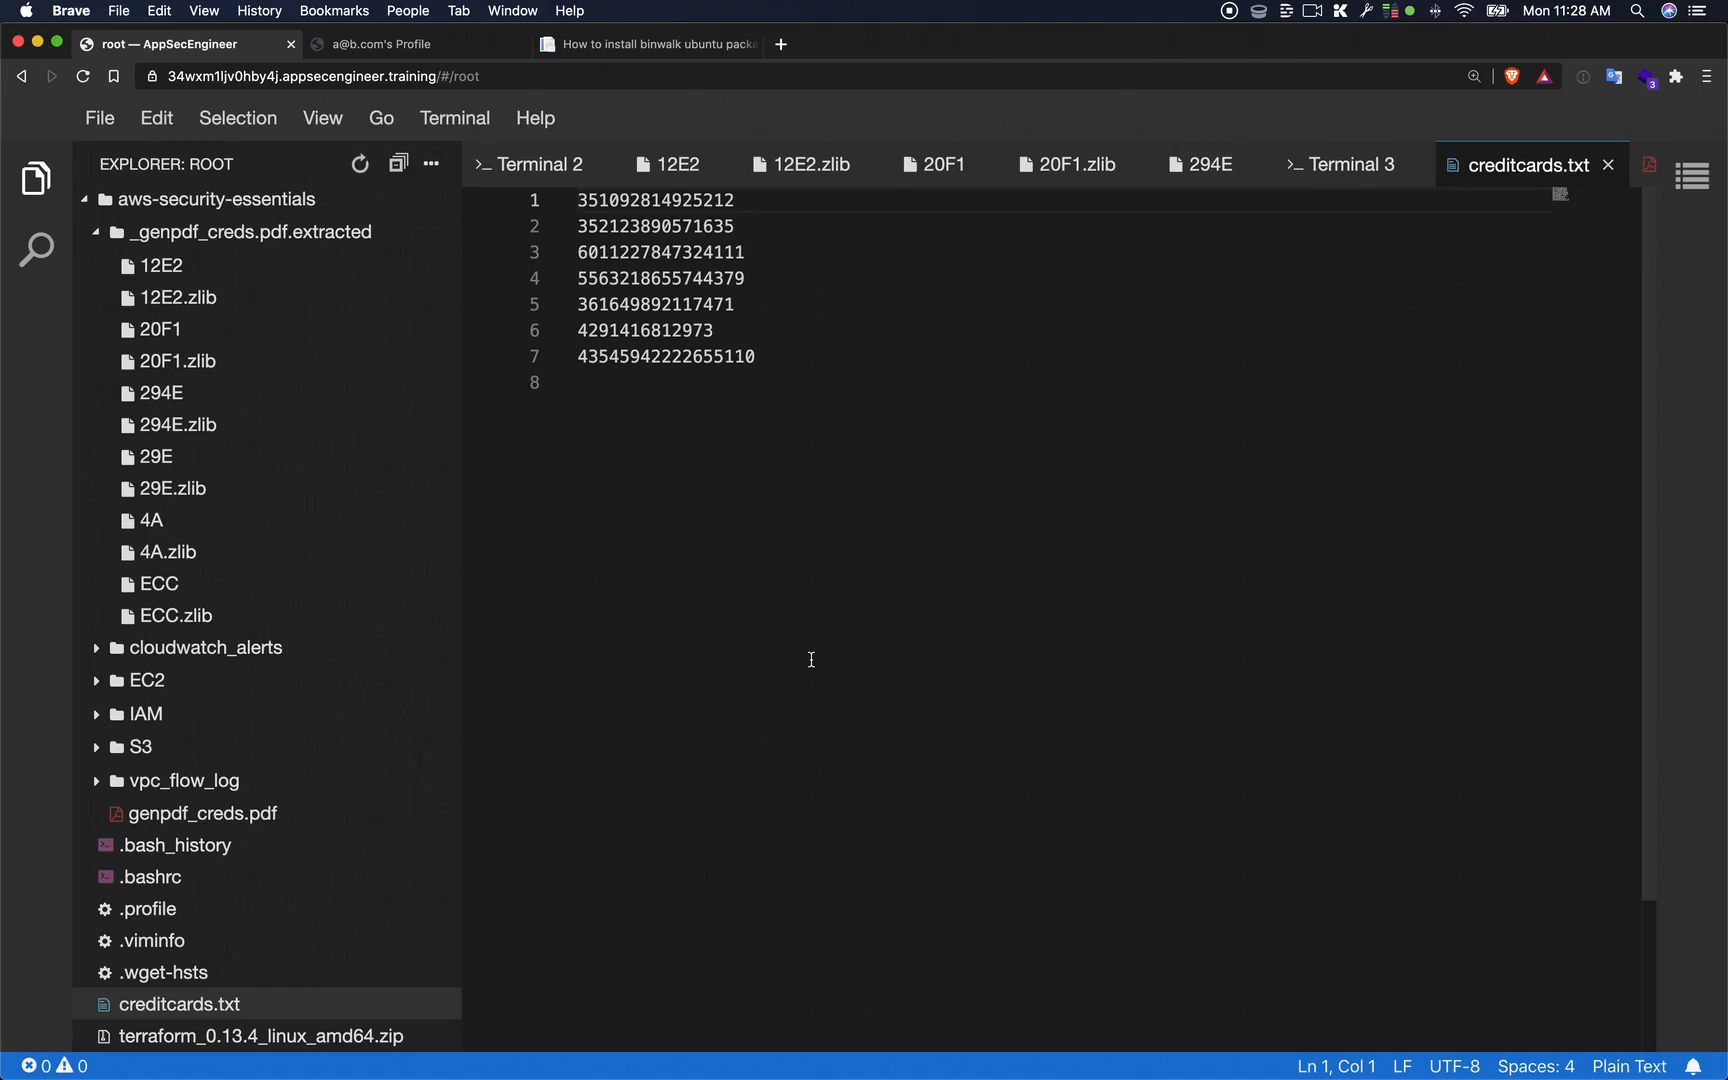 Brave File Edit View History Bookmarks People Tab Window Help Mon 11:28 AM
root — AppSecEngineer a@b.com's Profile How to install binwalk ubuntu packa
34wxm1ljv0hby4j.appsecengineer.training/#/root 3
File Edit Selection View Go Terminal Help
EXPLORER: ROOT
Terminal 2 12E2 12E2.zlib 20F1 20F1.zlib 294E Terminal 3 creditcards.txt
aws-security-essentials
_genpdf_creds.pdf.extracted
12E2
12E2.zlib
20F1
20F1.zlib
294E
294E.zlib
29E
29E.zlib
4A
4A.zlib
ECC
ECC.zlib
cloudwatch_alerts
EC2
IAM
S3
vpc_flow_log
genpdf_creds.pdf
.bash_history
.bashrc
.profile
.viminfo
.wget-hsts
creditcards.txt
terraform_0.13.4_linux_amd64.zip
1 351092814925212
2 352123890571635
3 6011227847324111
4 5563218655744379
5 361649892117471
6 4291416812973
7 43545942222655110
8
0 0 Ln 1, Col 1 LF UTF-8 Spaces: 4 Plain Text